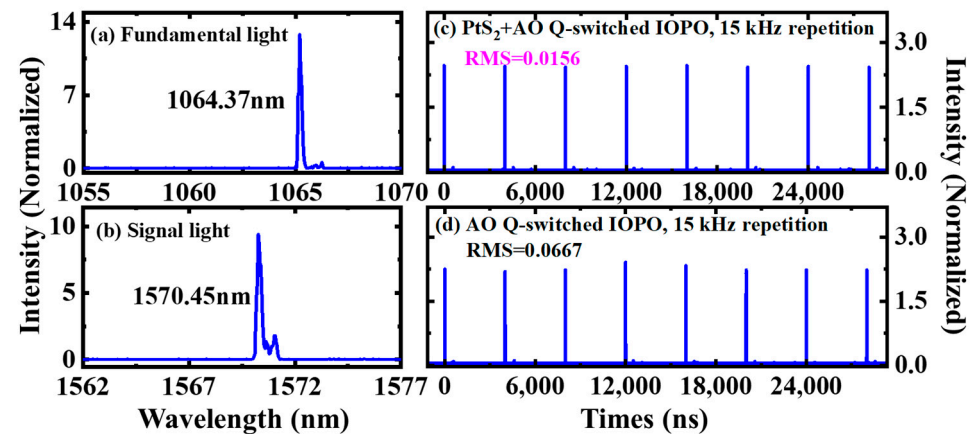 Intensity (Normalized)
14
7
0
(a) Fundamental light
1064.37nm
1055
1060
1065
1070
10
5
0
(b) Signal light
1570.45nm
1562
1567
1572
1577
Wavelength (nm)
(c) PtS₂+AO Q-switched IOPO, 15 kHz repetition
RMS=0.0156
3.0
1.5
0.0
0
6,000
12,000
18,000
24,000
(d) AO Q-switched IOPO, 15 kHz repetition
RMS=0.0667
3.0
1.5
0.0
0
6,000
12,000
18,000
24,000
Times (ns)
Intensity (Normalized)